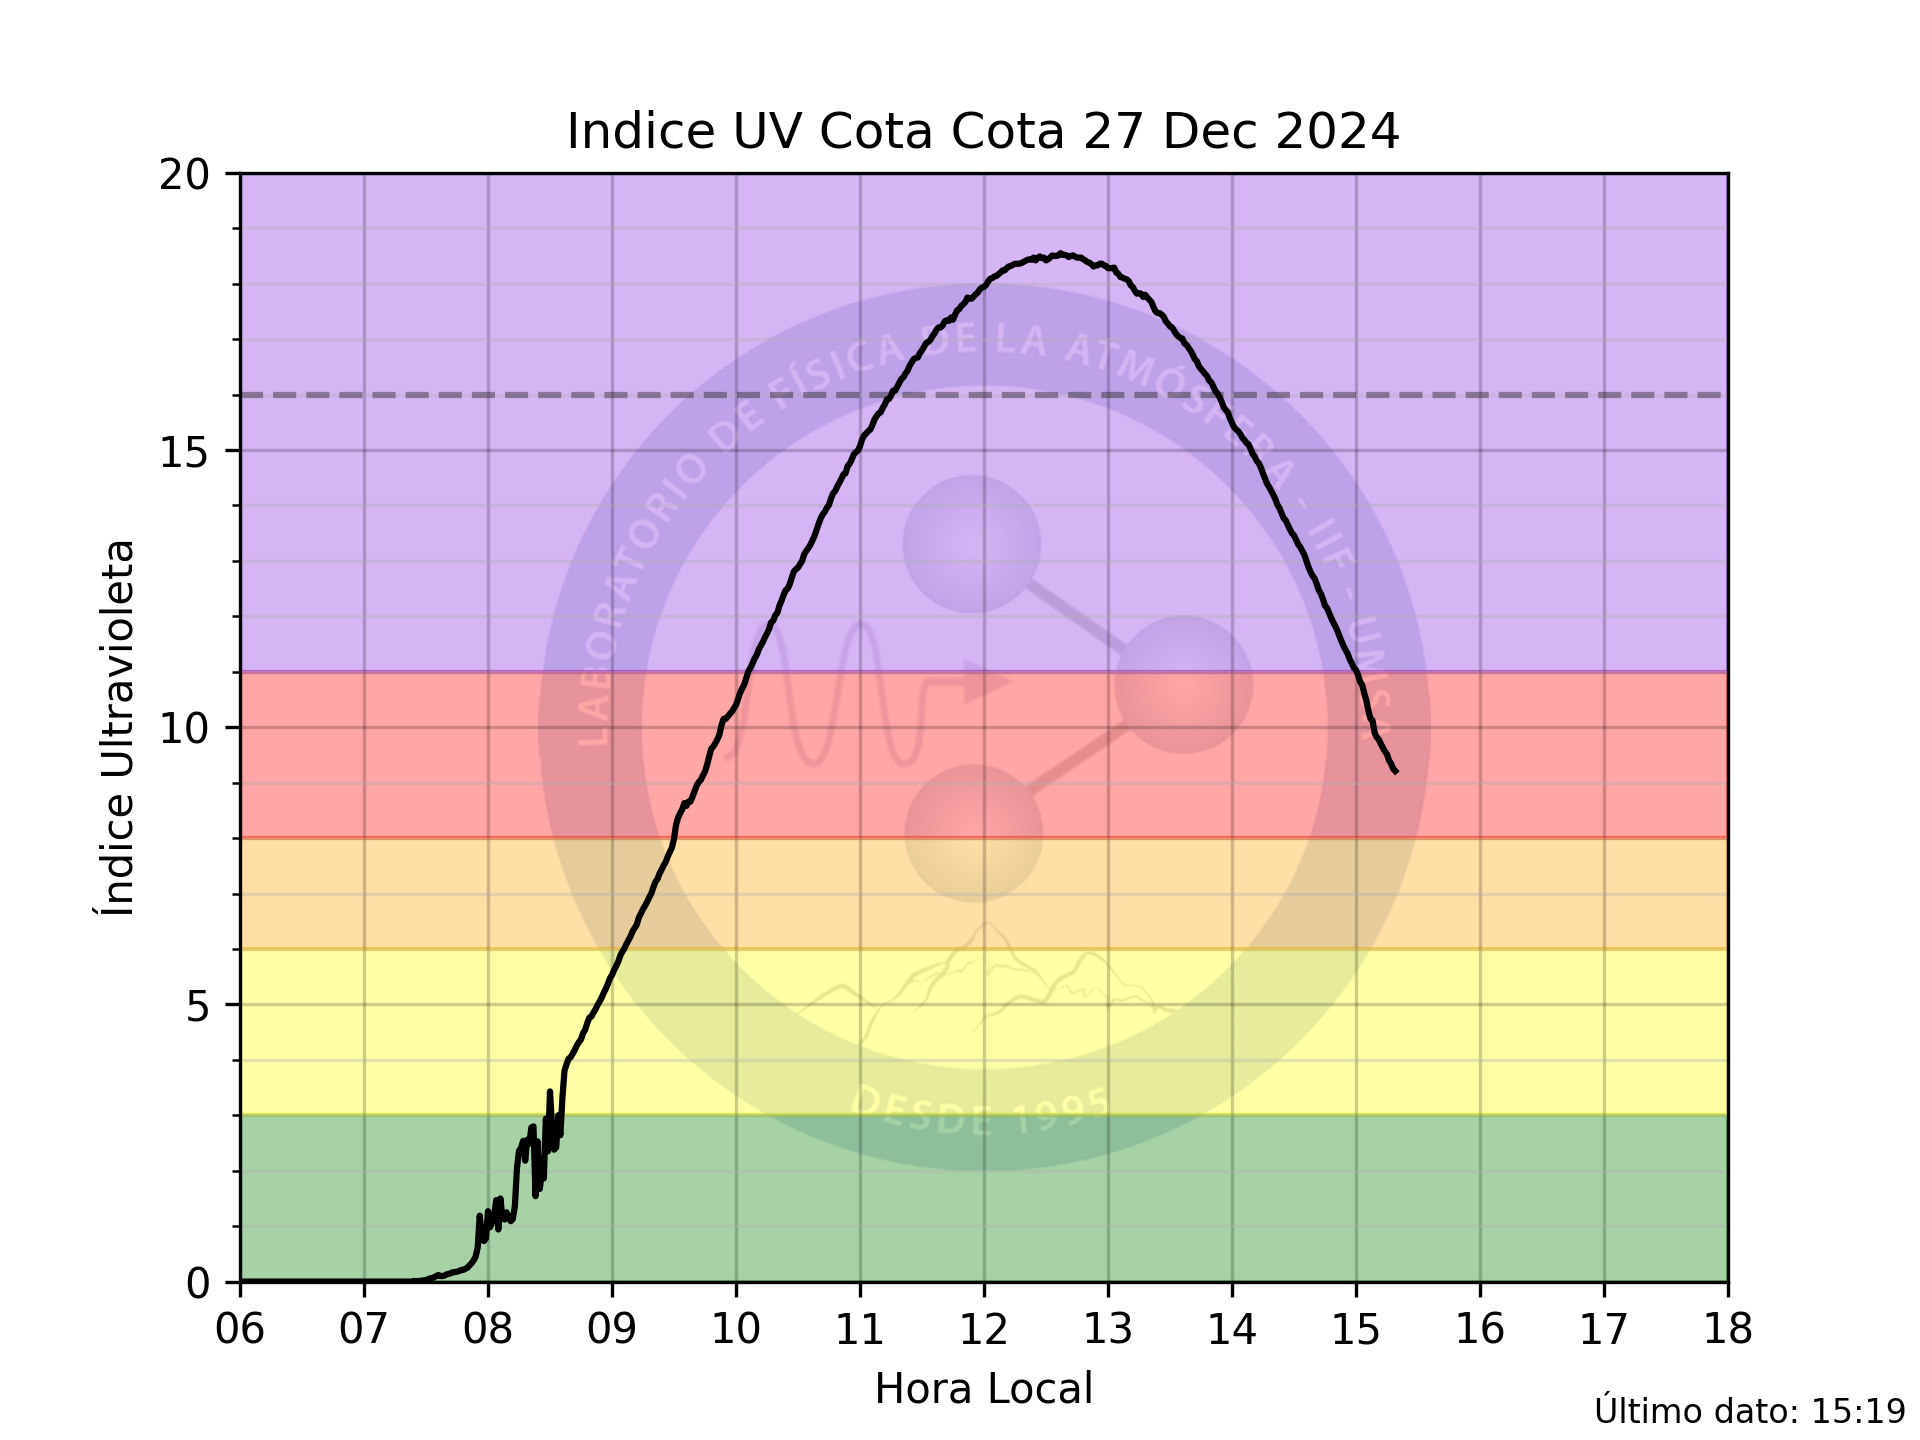 Indice UV Cota Cota 27 Dec 2024
20
15
10
5
0
Índice Ultravioleta
LABORATORIO DE FÍSICA DE LA ATMÓSFERA - IIF - UMSA
DESDE 1995
06 07 08 09 10 11 12 13 14 15 16 17 18
Hora Local
Último dato: 15:19